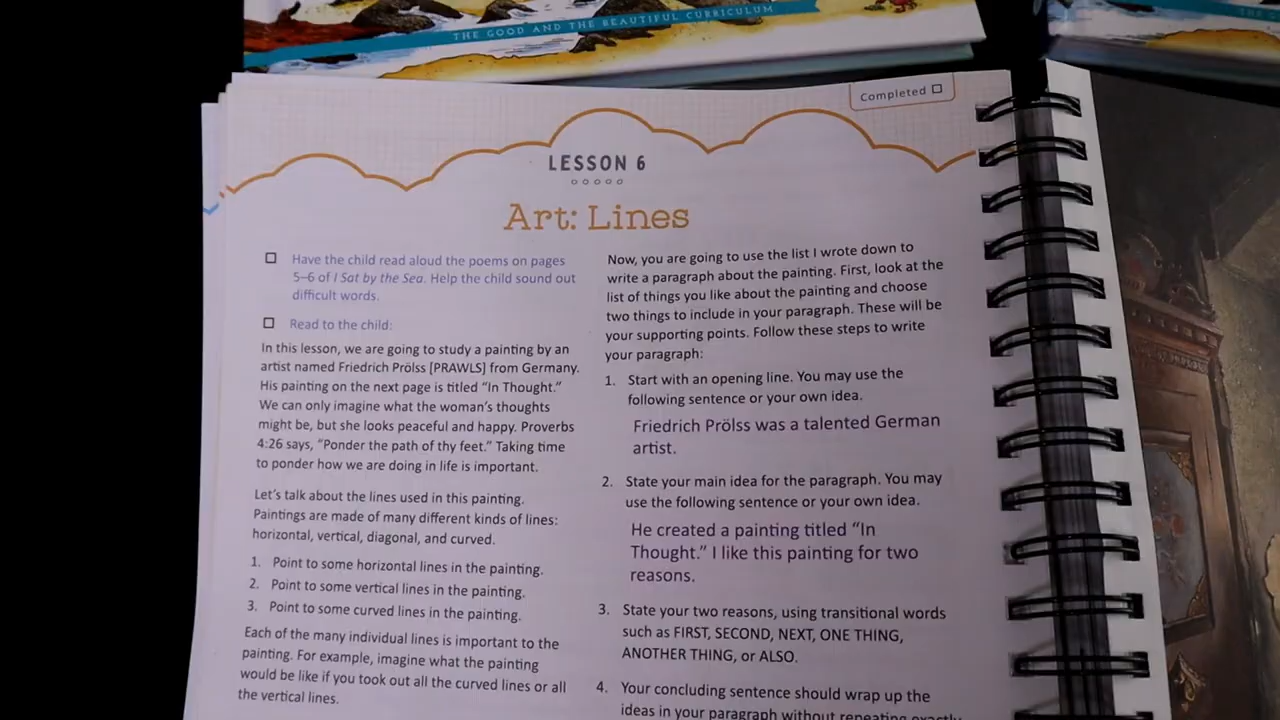 THE GOOD AND THE BEAUTIFUL CURRICULUM
Completed
LESSON 6
Art: Lines
Have the child read aloud the poems on pages
5–6 of I Sat by the Sea. Help the child sound out
difficult words.
Read to the child:
In this lesson, we are going to study a painting by an
artist named Friedrich Prölss [PRAWLS] from Germany.
His painting on the next page is titled “In Thought.”
We can only imagine what the woman’s thoughts
might be, but she looks peaceful and happy. Proverbs
4:26 says, “Ponder the path of thy feet.” Taking time
to ponder how we are doing in life is important.
Let’s talk about the lines used in this painting.
Paintings are made of many different kinds of lines:
horizontal, vertical, diagonal, and curved.
1. Point to some horizontal lines in the painting.
2. Point to some vertical lines in the painting.
3. Point to some curved lines in the painting.
Each of the many individual lines is important to the
painting. For example, imagine what the painting
would be like if you took out all the curved lines or all
the vertical lines.
Now, you are going to use the list I wrote down to
write a paragraph about the painting. First, look at the
list of things you like about the painting and choose
two things to include in your paragraph. These will be
your supporting points. Follow these steps to write
your paragraph:
1. Start with an opening line. You may use the
following sentence or your own idea.
Friedrich Prölss was a talented German
artist.
2. State your main idea for the paragraph. You may
use the following sentence or your own idea.
He created a painting titled “In
Thought.” I like this painting for two
reasons.
3. State your two reasons, using transitional words
such as FIRST, SECOND, NEXT, ONE THING,
ANOTHER THING, or ALSO.
4. Your concluding sentence should wrap up the
ideas in your paragraph without repeating exactly